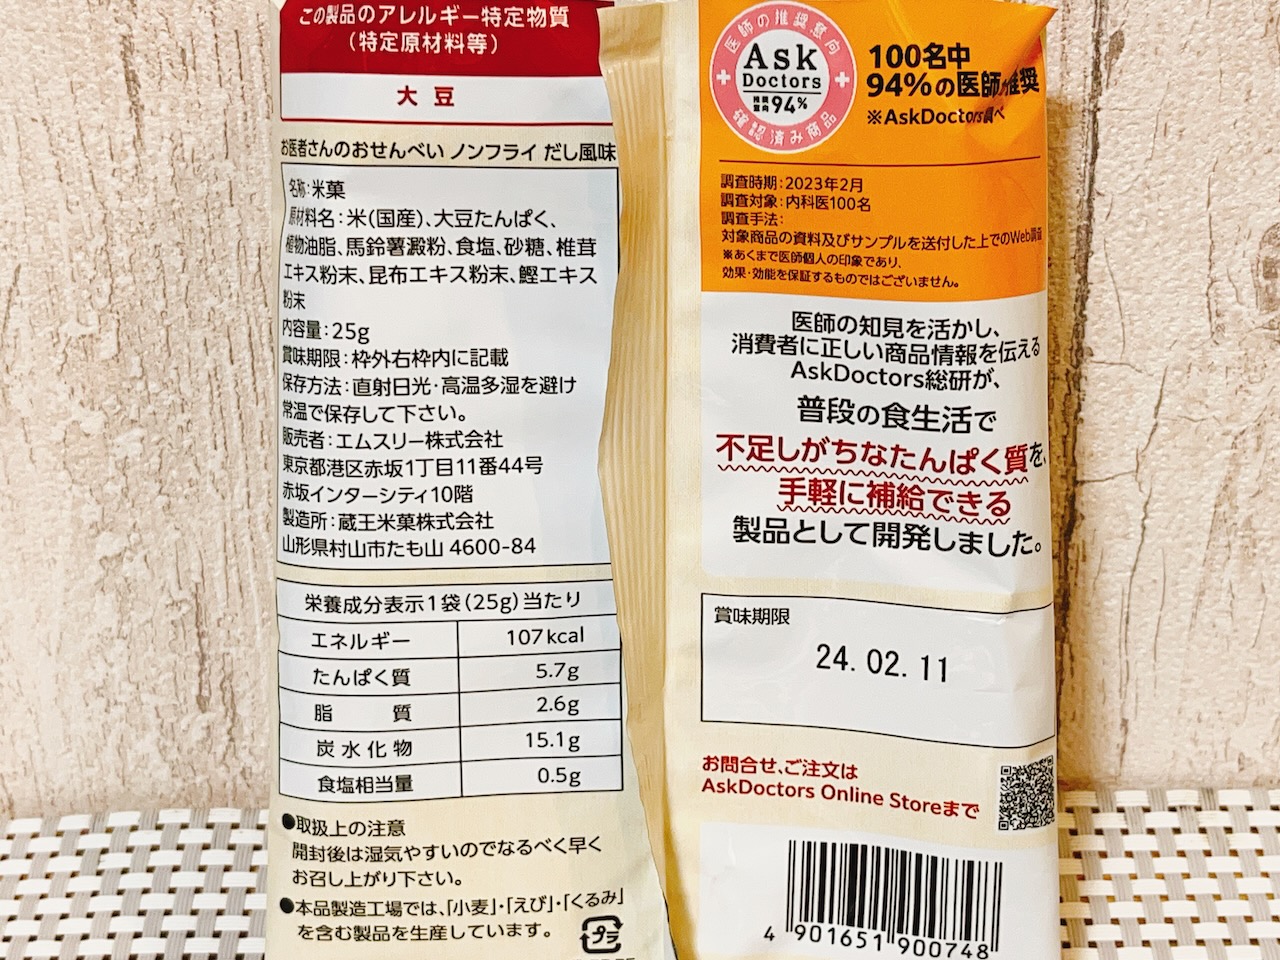 この製品のアレルギー特定物質
(特定原材料等)
大豆
お医者さんのおせんべい ノンフライ だし風味
名称:米菓
原材料名:米(国産)、大豆たんぱく、
植物油脂、馬鈴薯澱粉、食塩、砂糖、椎茸
エキス粉末、昆布エキス粉末、鰹エキス
粉末
内容量:25g
賞味期限:枠外右枠内に記載
保存方法:直射日光・高温多湿を避け
常温で保存して下さい。
販売者:エムスリー株式会社
東京都港区赤坂1丁目11番44号
赤坂インターシティ10階
製造所:蔵王米菓株式会社
山形県村山市たも山 4600-84
栄養成分表示1袋(25g)当たり
エネルギー 107kcal
たんぱく質 5.7g
脂質 2.6g
炭水化物 15.1g
食塩相当量 0.5g
●取扱上の注意
開封後は湿気やすいのでなるべく早く
お召し上がり下さい。
●本品製造工場では、「小麦」・「えび」・「くるみ」
を含む製品を生産しています。
プラ
医師の推奨意向
Ask
Doctors
推奨意向94%
確認済み商品
100名中
94%の医師が推奨
※AskDoctors調べ
調査時期:2023年2月
調査対象:内科医100名
調査手法:
対象商品の資料及びサンプルを送付した上でのWeb調査
※あくまで医師個人の印象であり、
効果・効能を保証するものではございません。
医師の知見を活かし、
消費者に正しい商品情報を伝える
AskDoctors総研が、
普段の食生活で
不足しがちなたんぱく質を、
手軽に補給できる
製品として開発しました。
賞味期限
24.02.11
お問合せ、ご注文は
AskDoctors Online Storeまで
4 901651 900748